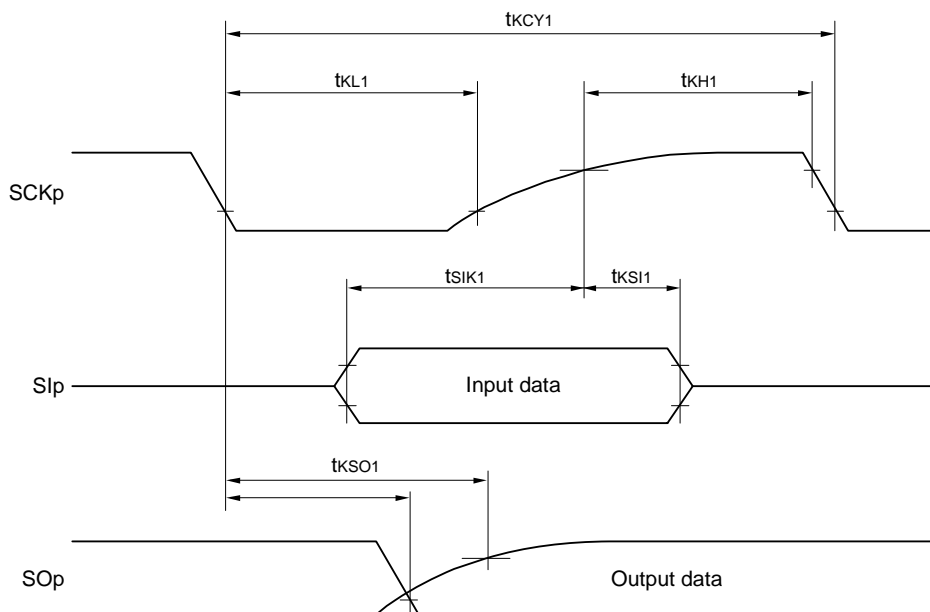 tKCY1
tKL1
tKH1
SCKp
tSIK1
tKSI1
SIp
Input data
tKSO1
SOp
Output data